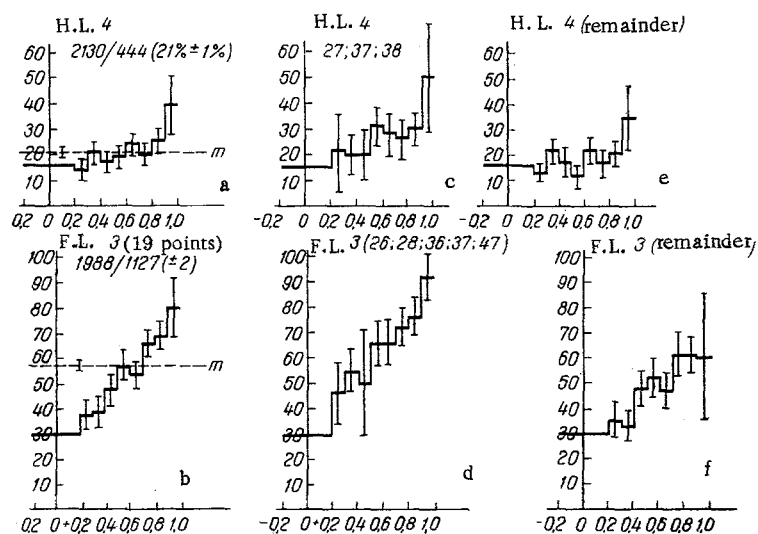 H.L. 4
2130/444 (21% ± 1%)
60
50
40
30
20
10
m
a
0,2 0 0,2 0,4 0,6 0,8 1,0
H.L. 4
27; 37; 38
60
50
40
30
20
10
c
-0,2 0 0,2 0,4 0,6 0,8 1,0
H.L. 4 (remainder)
60
50
40
30
20
10
e
-0,2 0 0,2 0,4 0,6 0,8 1,0
F.L. 3 (19 points)
1988/1127 (±2)
100
90
80
70
60
50
40
30
20
10
m
b
0,2 0 +0,2 0,4 0,6 0,8 1,0
F.L. 3 (26; 28; 36; 37; 47)
100
90
80
70
60
50
40
30
20
10
d
-0,2 0 +0,2 0,4 0,6 0,8 1,0
F.L. 3 (remainder)
100
90
80
70
60
50
40
30
20
10
f
-0,2 0 0,2 0,4 0,6 0,8 1,0